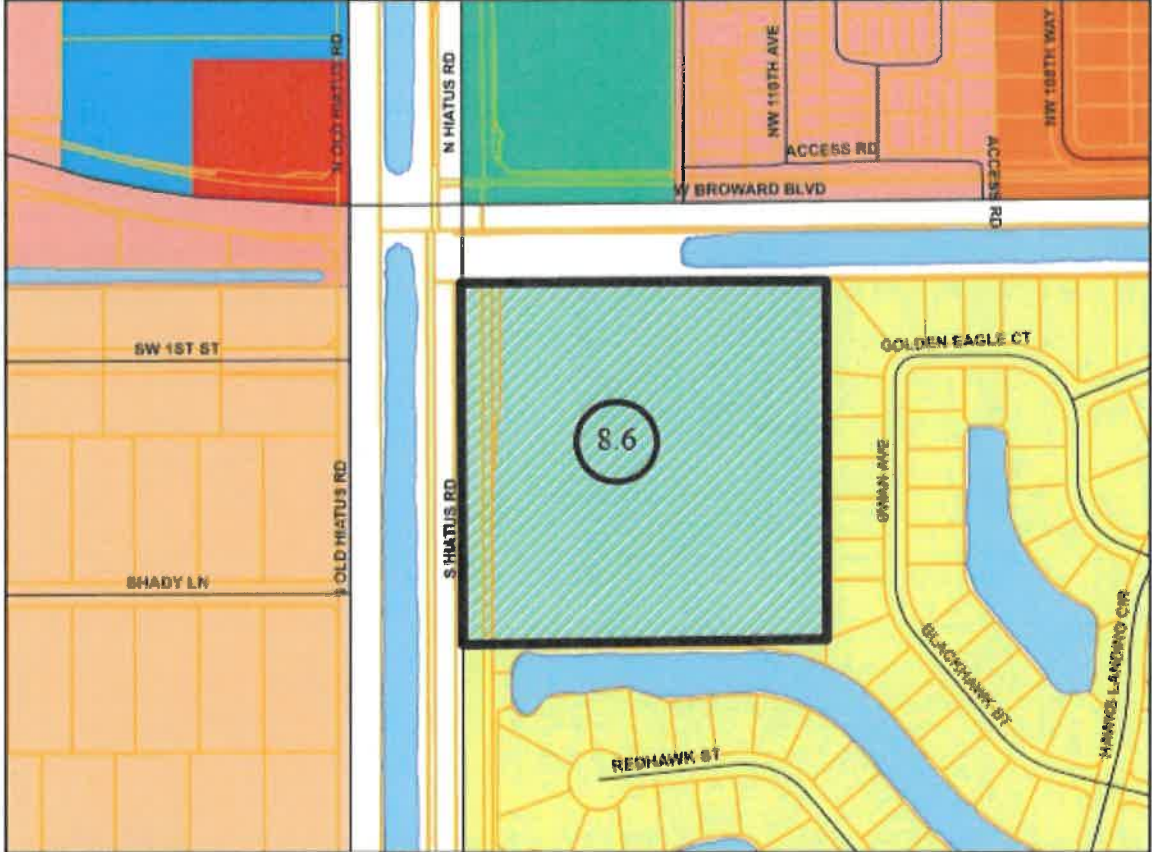 N OLD HIATUS RD
N HIATUS RD
NW 110TH AVE
NW 108TH WAY
ACCESS RD
ACCESS RD
W BROWARD BLVD
SW 1ST ST
GOLDEN EAGLE CT
8.6
SWAN AVE
S OLD HIATUS RD
S HIATUS RD
SHADY LN
BLACKHAWK ST
HAWKS LANDING CIR
REDHAWK ST